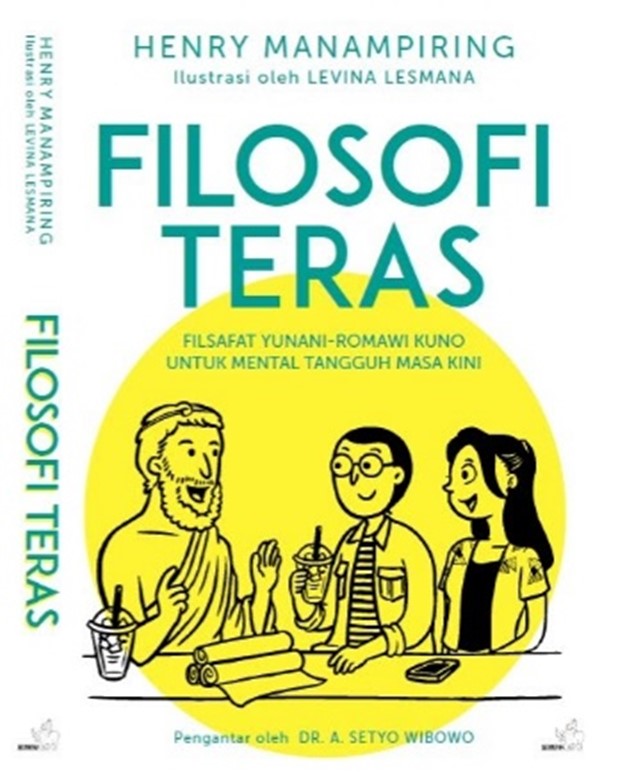 HENRY MANAMPIRING
Ilustrasi oleh LEVINA LESMANA
FILOSOFI TERAS
HENRY MANAMPIRING
Ilustrasi oleh LEVINA LESMANA
FILOSOFI
TERAS
FILSAFAT YUNANI-ROMAWI KUNO
UNTUK MENTAL TANGGUH MASA KINI
Pengantar oleh DR. A. SETYO WIBOWO